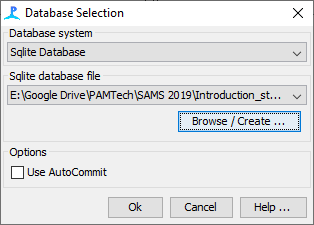 Database Selection
Database system
Sqlite Database
Sqlite database file
E:\Google Drive\PAMTech\SAMS 2019\Introduction_st...
Browse / Create ...
Options
Use AutoCommit
Ok Cancel Help ...